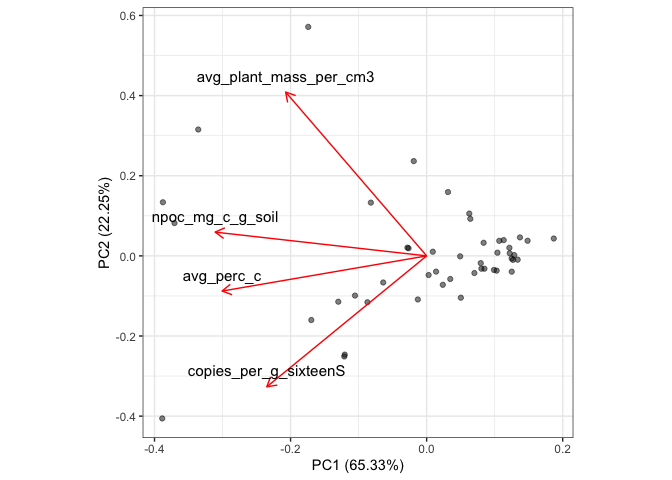 0.6
avg_plant_mass_per_cm3
0.4
0.2
npoc_mg_c_g_soil
PC2 (22.25%)
0.0
avg_perc_c
-0.2
copies_per_g_sixteenS
-0.4
-0.4 -0.2 0.0 0.2
PC1 (65.33%)